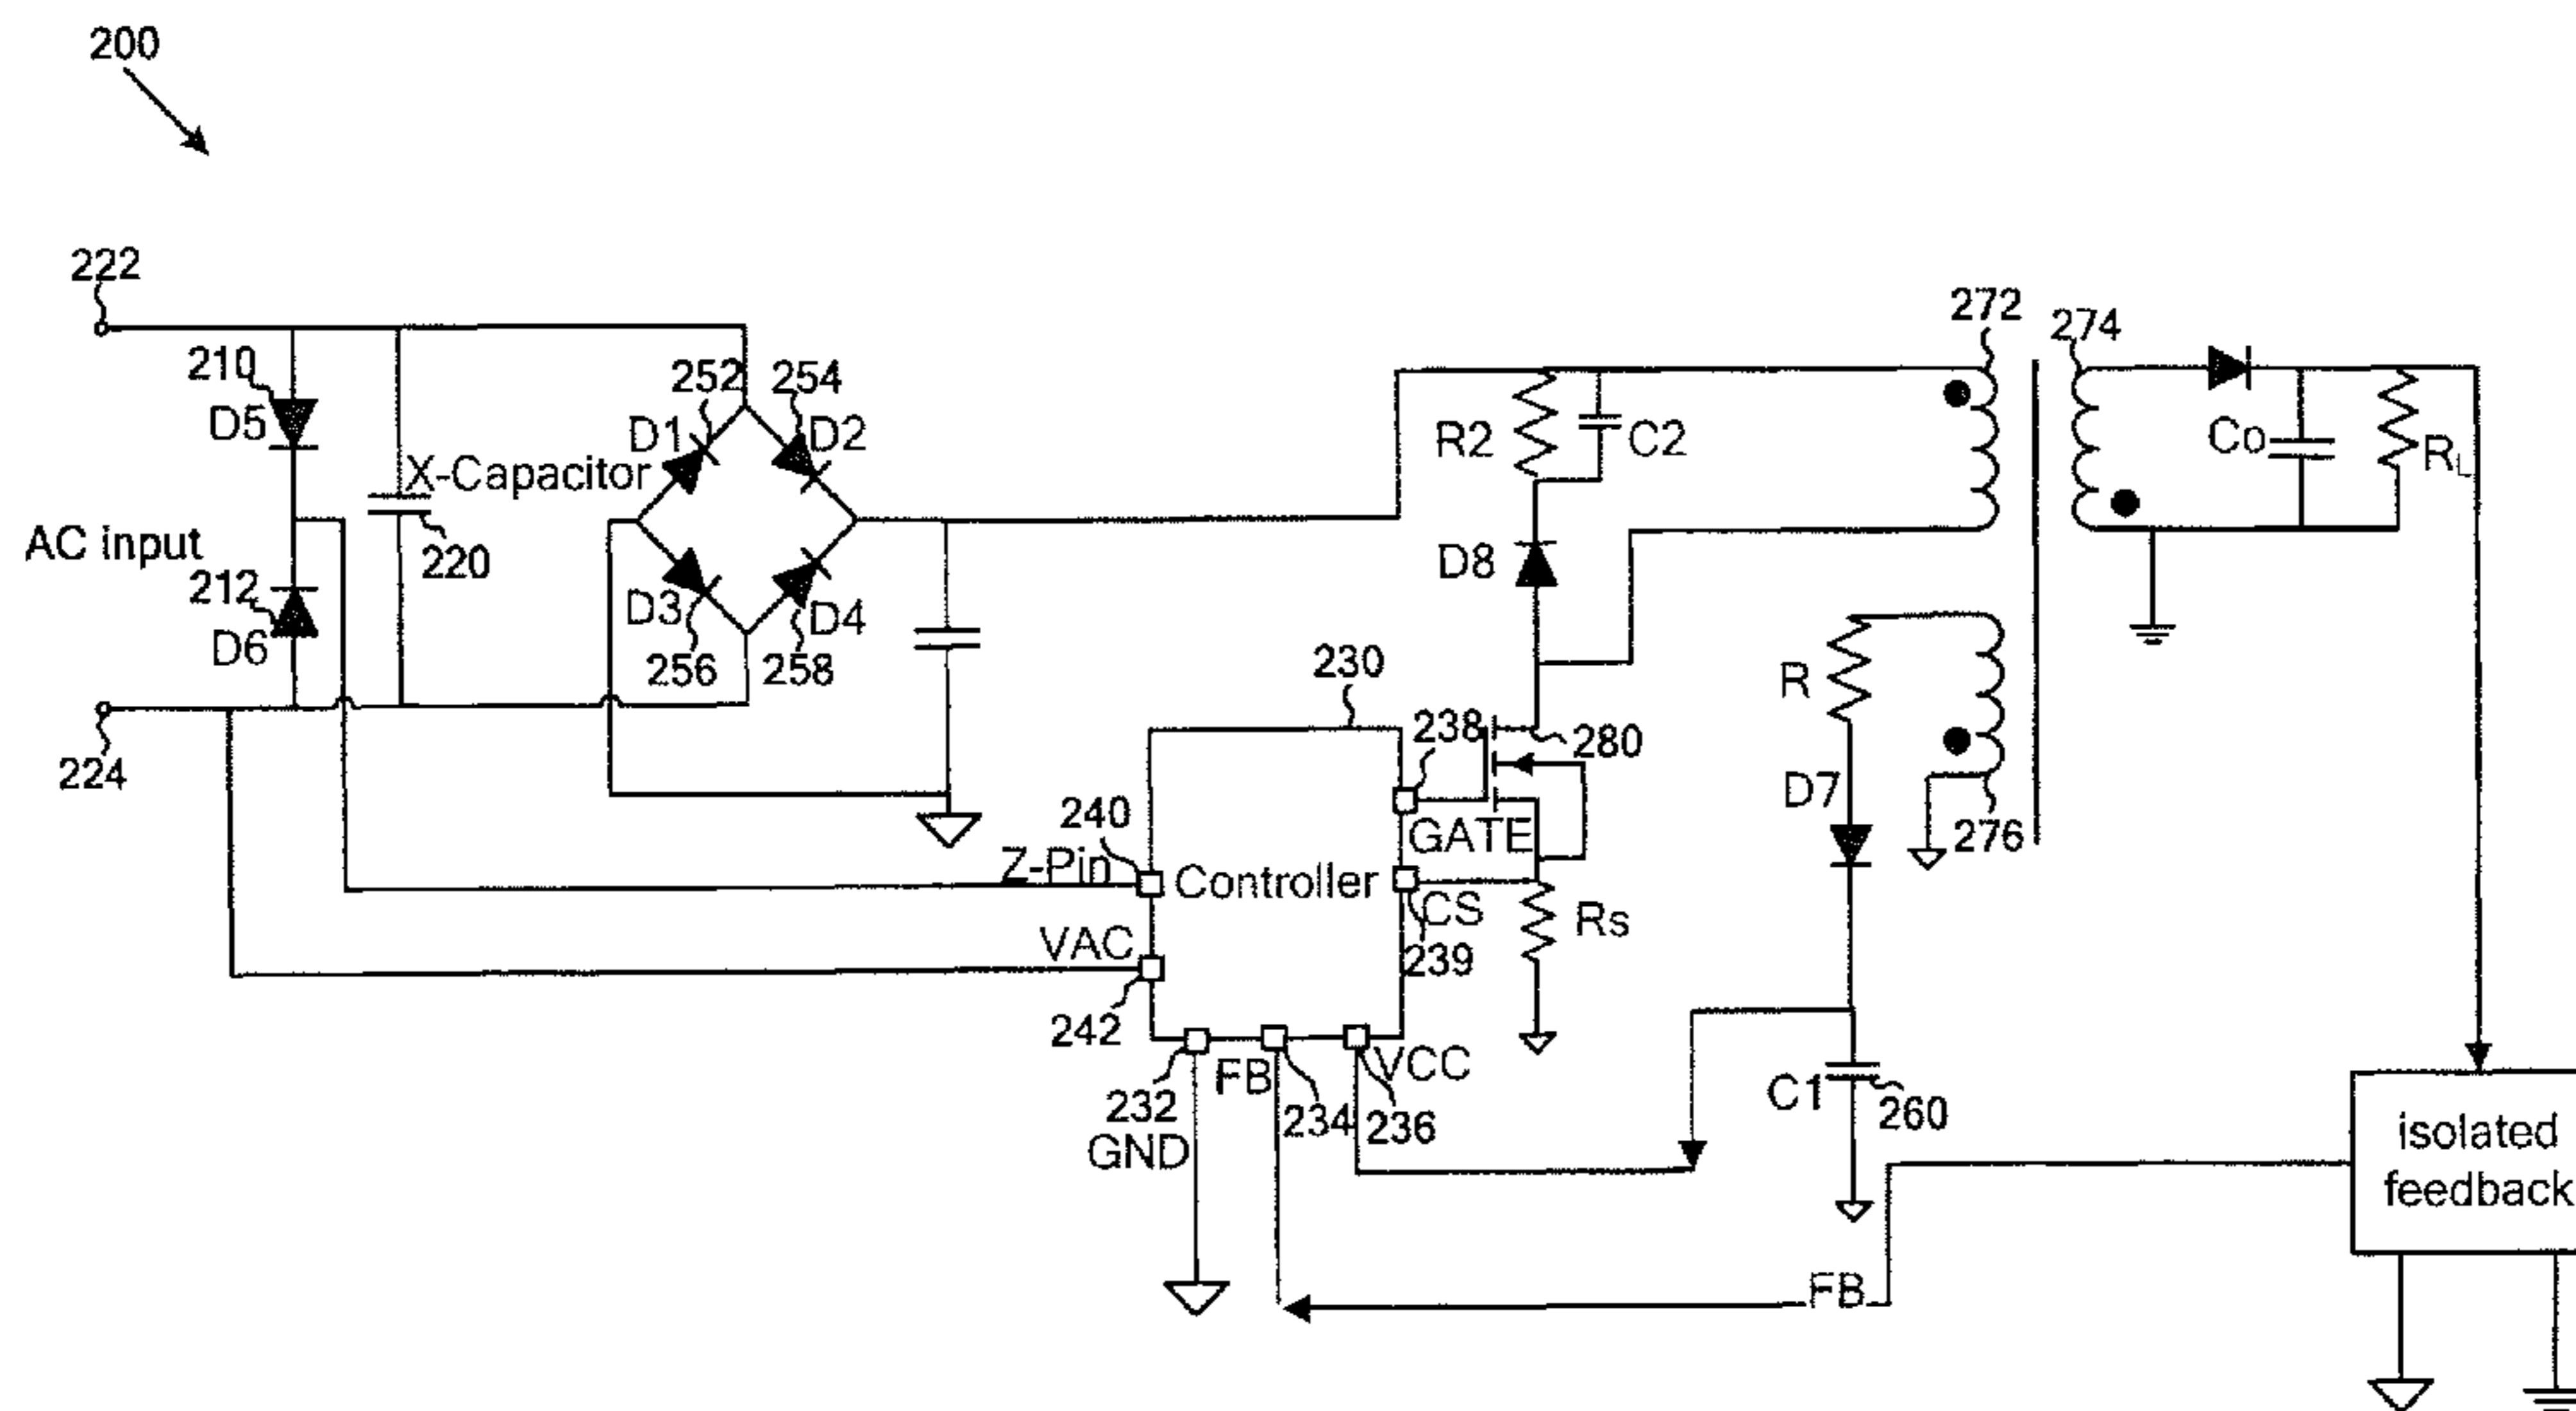 200
222
272
274
210
252
254
D5
D1
D2
R2
C2
Co
RL
X-Capacitor
AC input
220
D8
212
D3
D4
D6
256
258
230
R
224
238
280
D7
240
GATE
276
Z-Pin
Controller
CS
Rs
VAC
239
242
VCC
FB
232
234
236
C1
260
GND
isolated
feedback
FB